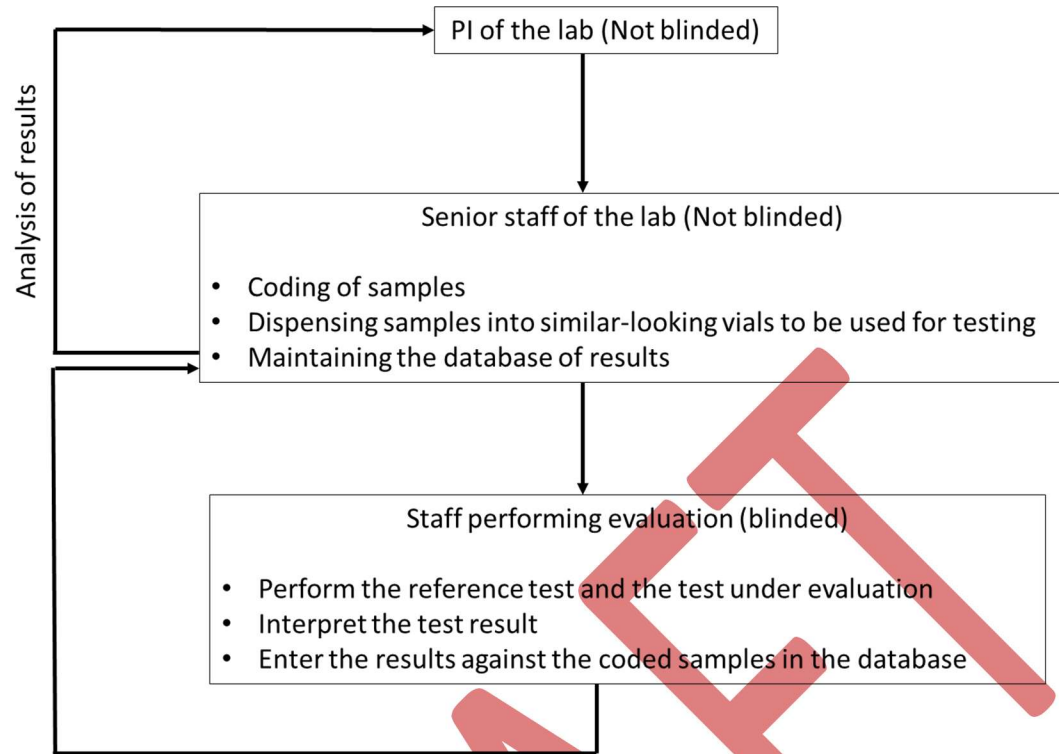 PI of the lab (Not blinded)
Analysis of results
Senior staff of the lab (Not blinded)
• Coding of samples
• Dispensing samples into similar-looking vials to be used for testing
• Maintaining the database of results
Staff performing evaluation (blinded)
• Perform the reference test and the test under evaluation
• Interpret the test result
• Enter the results against the coded samples in the database